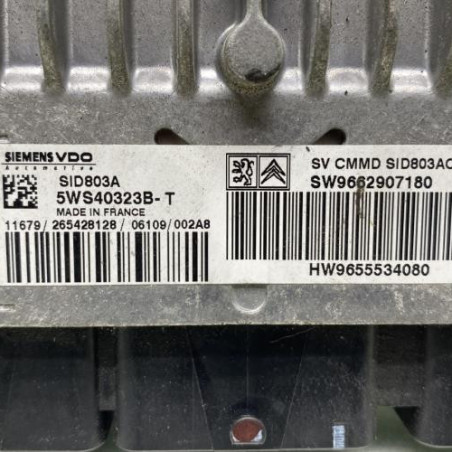 SIEMENS VDO
Automotive
SID803A
5WS40323B-T
MADE IN FRANCE
11679/265428128/06109/002A8
SV CMMD SID803AC
SW9662907180
HW9655534080